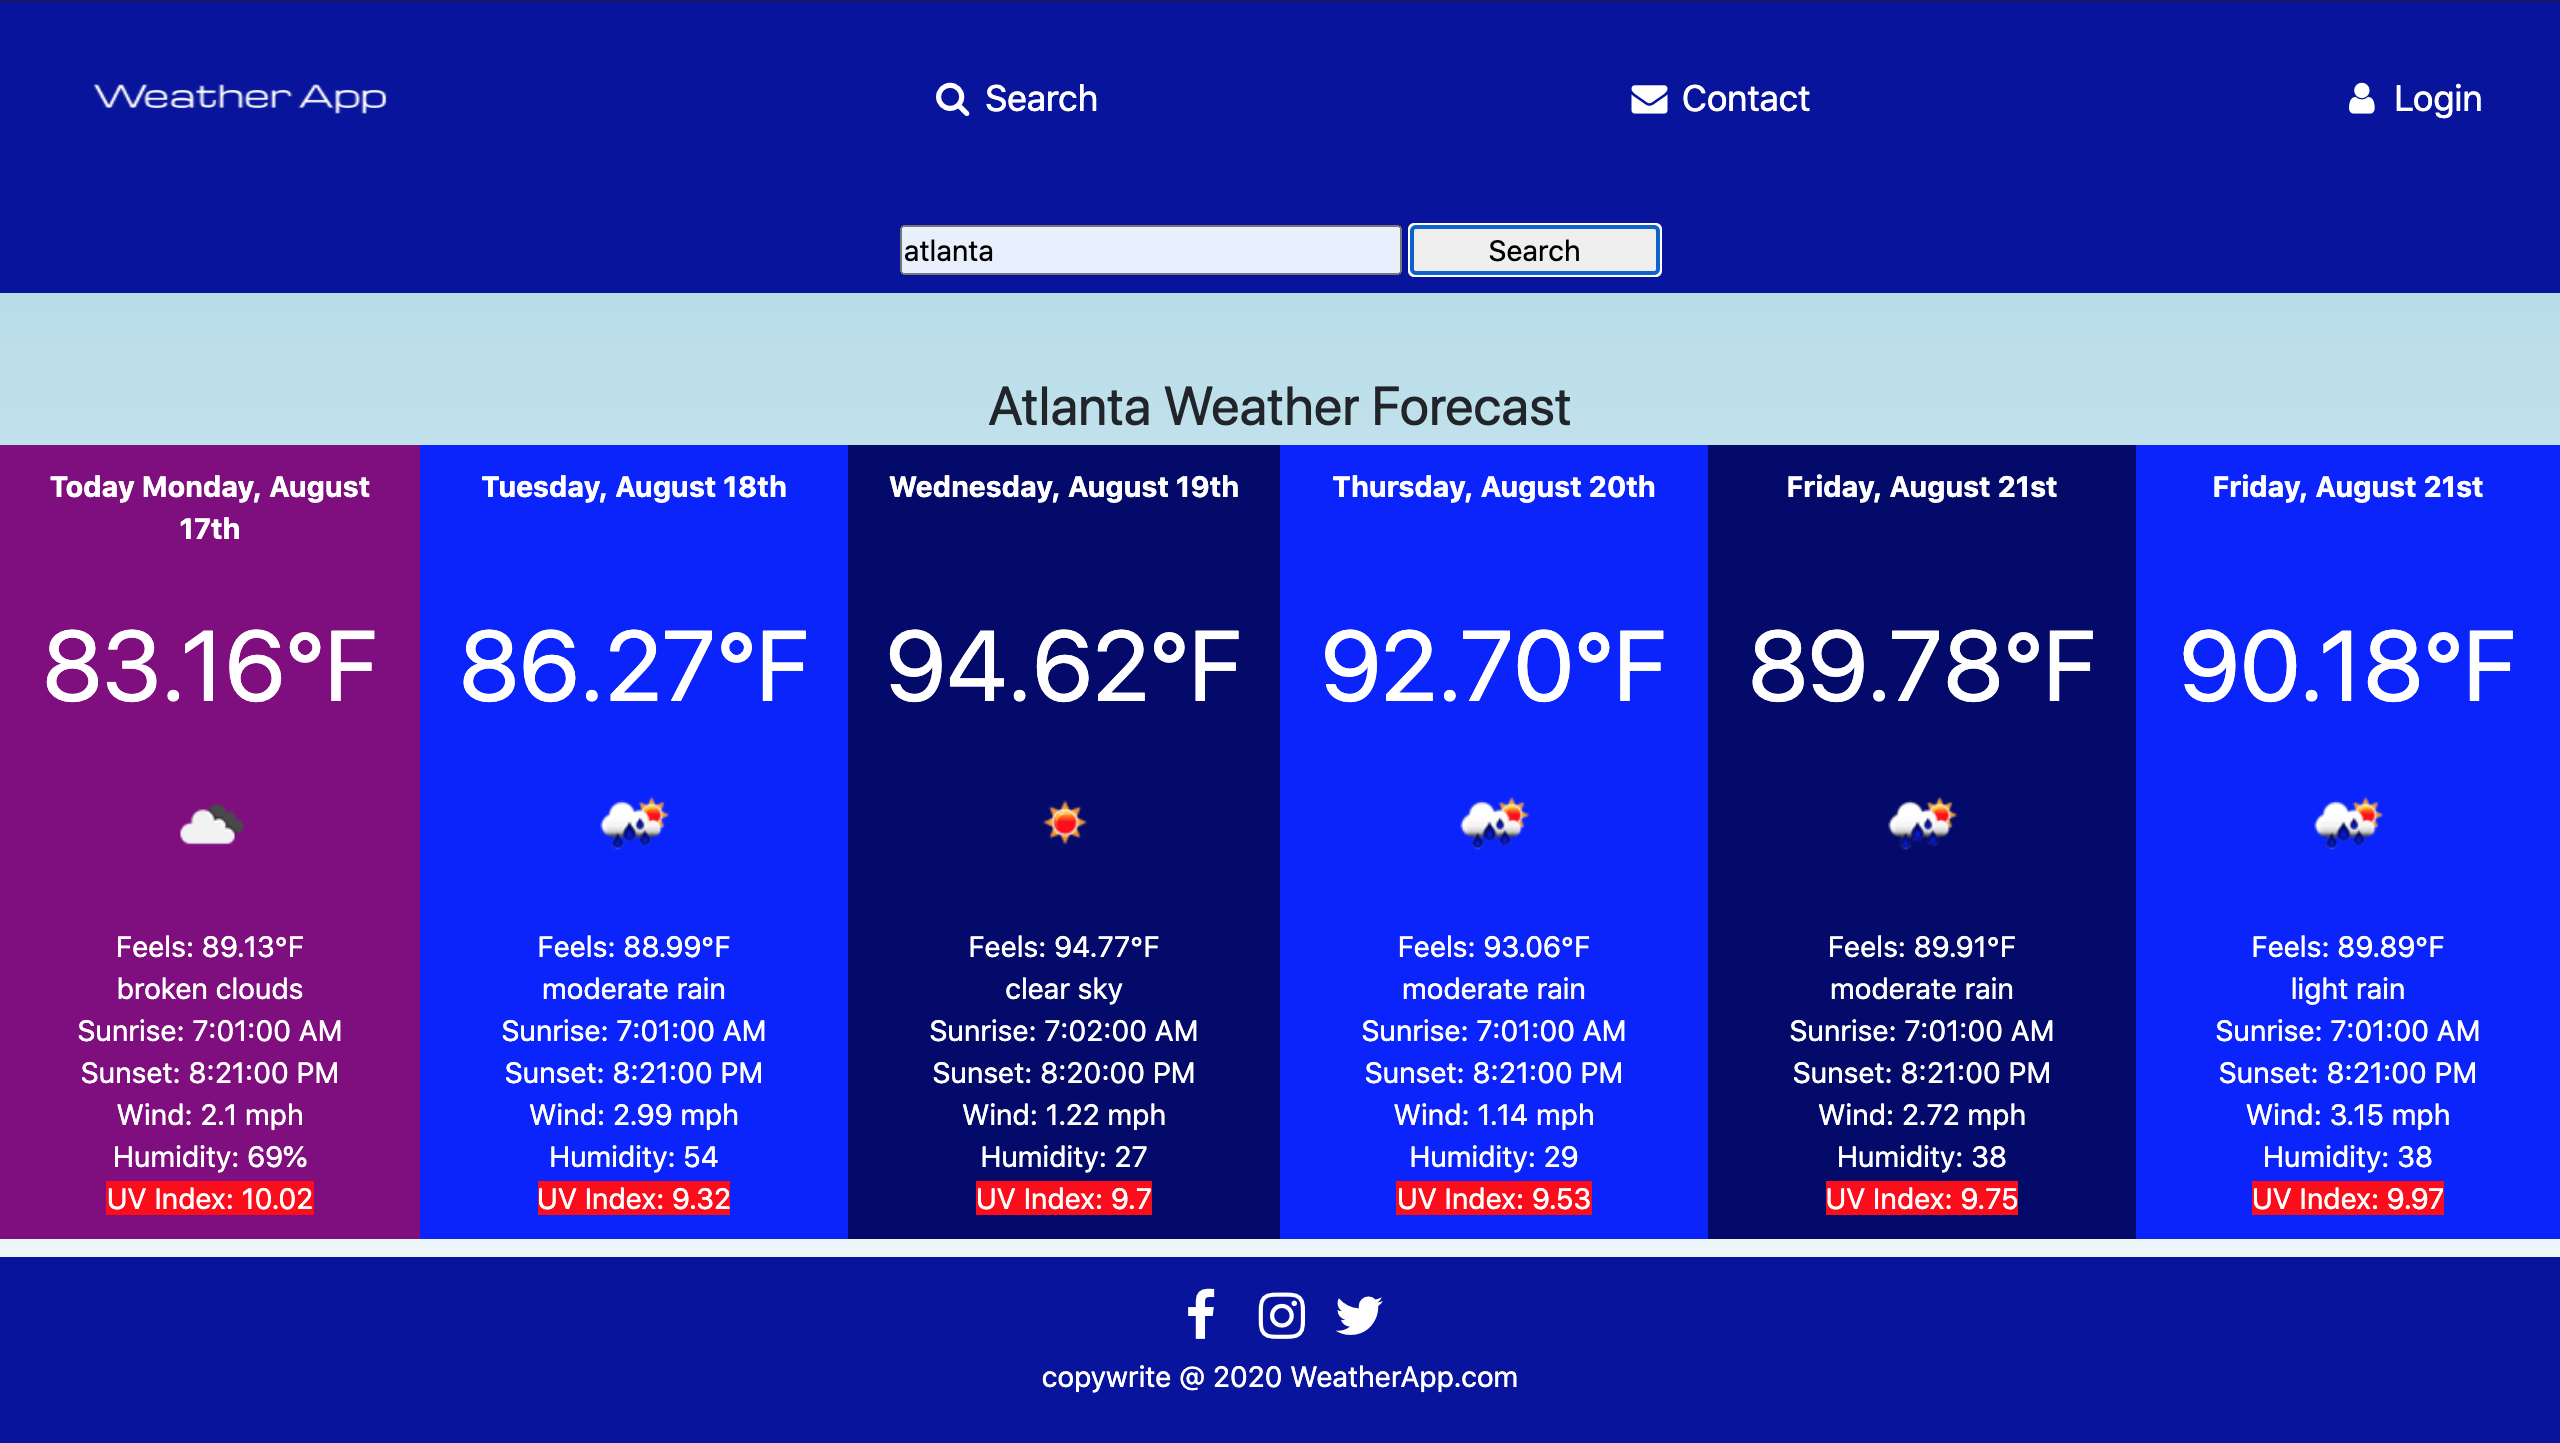 Weather App
Search
Contact
Login
atlanta
Search
Atlanta Weather Forecast
Today Monday, August
17th
83.16°F
Feels: 89.13°F
broken clouds
Sunrise: 7:01:00 AM
Sunset: 8:21:00 PM
Wind: 2.1 mph
Humidity: 69%
UV Index: 10.02
Tuesday, August 18th
86.27°F
Feels: 88.99°F
moderate rain
Sunrise: 7:01:00 AM
Sunset: 8:21:00 PM
Wind: 2.99 mph
Humidity: 54
UV Index: 9.32
Wednesday, August 19th
94.62°F
Feels: 94.77°F
clear sky
Sunrise: 7:02:00 AM
Sunset: 8:20:00 PM
Wind: 1.22 mph
Humidity: 27
UV Index: 9.7
Thursday, August 20th
92.70°F
Feels: 93.06°F
moderate rain
Sunrise: 7:01:00 AM
Sunset: 8:21:00 PM
Wind: 1.14 mph
Humidity: 29
UV Index: 9.53
Friday, August 21st
89.78°F
Feels: 89.91°F
moderate rain
Sunrise: 7:01:00 AM
Sunset: 8:21:00 PM
Wind: 2.72 mph
Humidity: 38
UV Index: 9.75
Friday, August 21st
90.18°F
Feels: 89.89°F
light rain
Sunrise: 7:01:00 AM
Sunset: 8:21:00 PM
Wind: 3.15 mph
Humidity: 38
UV Index: 9.97
copywrite @ 2020 WeatherApp.com